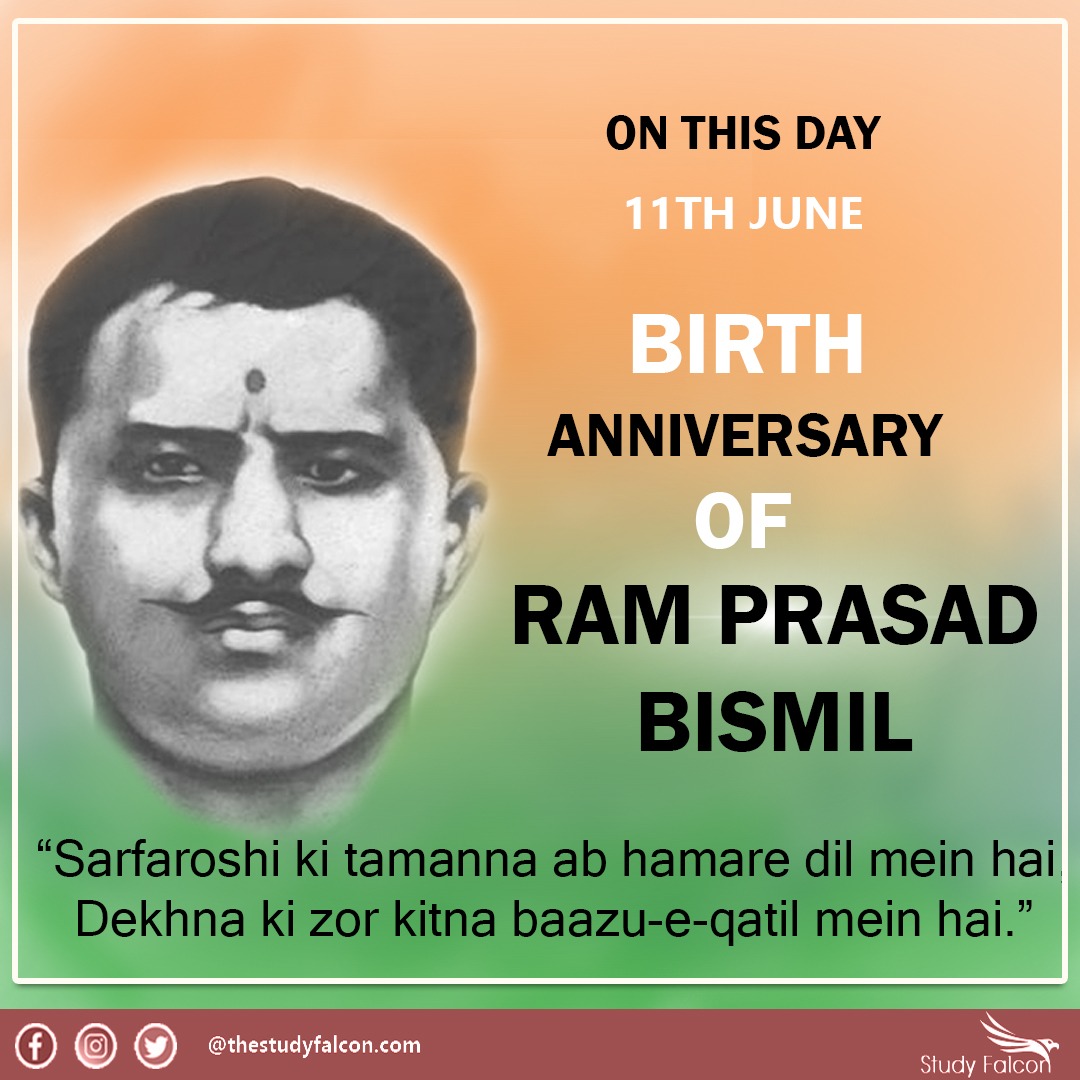 ON THIS DAY
11TH JUNE
BIRTH
ANNIVERSARY
OF
RAM PRASAD
BISMIL
“Sarfaroshi ki tamanna ab hamare dil mein hai,
Dekhna ki zor kitna baazu-e-qatil mein hai.”
@thestudyfalcon.com
Study Falcon